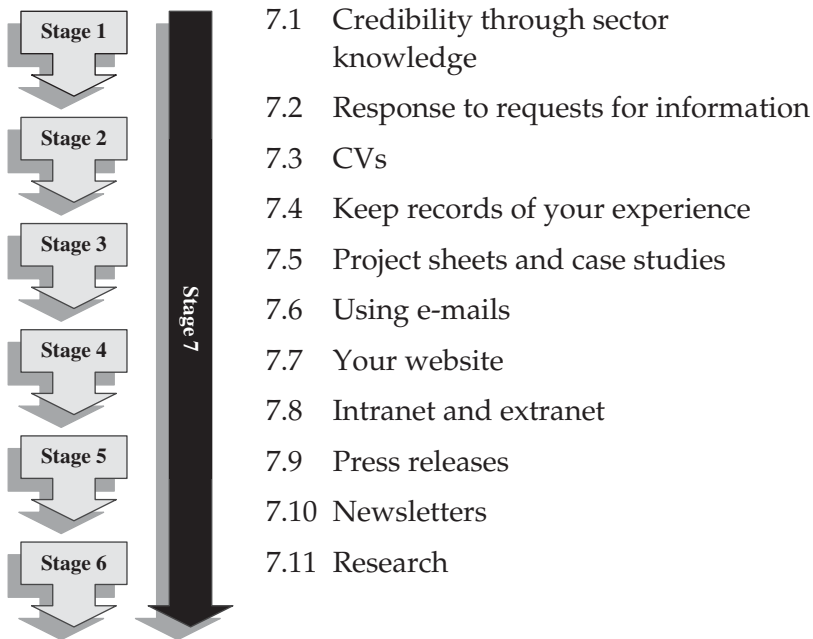 Stage 1
Stage 2
Stage 3
Stage 4
Stage 5
Stage 6
Stage 7
7.1 Credibility through sector
knowledge
7.2 Response to requests for information
7.3 CVs
7.4 Keep records of your experience
7.5 Project sheets and case studies
7.6 Using e-mails
7.7 Your website
7.8 Intranet and extranet
7.9 Press releases
7.10 Newsletters
7.11 Research